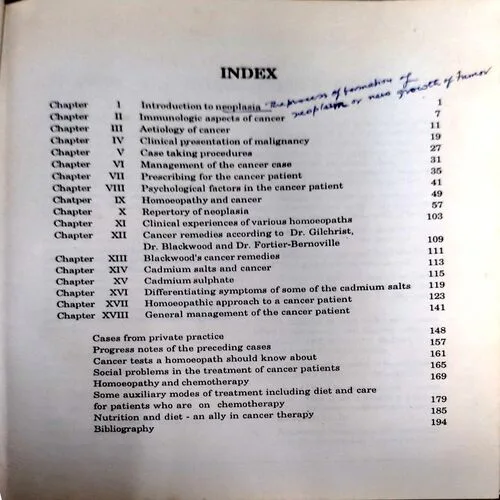 INDEX
The process of formation of
neoplasm or new growth of tumor
Chapter I Introduction to neoplasia 1
Chapter II Immunologic aspects of cancer 7
Chapter III Aetiology of cancer 11
Chapter IV Clinical presentation of malignancy 19
Chapter V Case taking procedures 27
Chapter VI Management of the cancer case 31
Chapter VII Prescribing for the cancer patient 35
Chapter VIII Psychological factors in the cancer patient 41
Chatper IX Homoeopathy and cancer 49
Chapter X Repertory of neoplasia 57
Chapter XI Clinical experiences of various homoeopaths 103
Chapter XII Cancer remedies according to Dr. Gilchrist,
Dr. Blackwood and Dr. Fortier-Bernoville 109
Chapter XIII Blackwood's cancer remedies 111
Chapter XIV Cadmium salts and cancer 113
Chapter XV Cadmium sulphate 115
Chapter XVI Differentiating symptoms of some of the cadmium salts 119
Chapter XVII Homoeopathic approach to a cancer patient 123
Chapter XVIII General management of the cancer patient 141
Cases from private practice 148
Progress notes of the preceding cases 157
Cancer tests a homoeopath should know about 161
Social problems in the treatment of cancer patients 165
Homoeopathy and chemotherapy 169
Some auxiliary modes of treatment including diet and care
for patients who are on chemotherapy 179
Nutrition and diet - an ally in cancer therapy 185
Bibliography 194